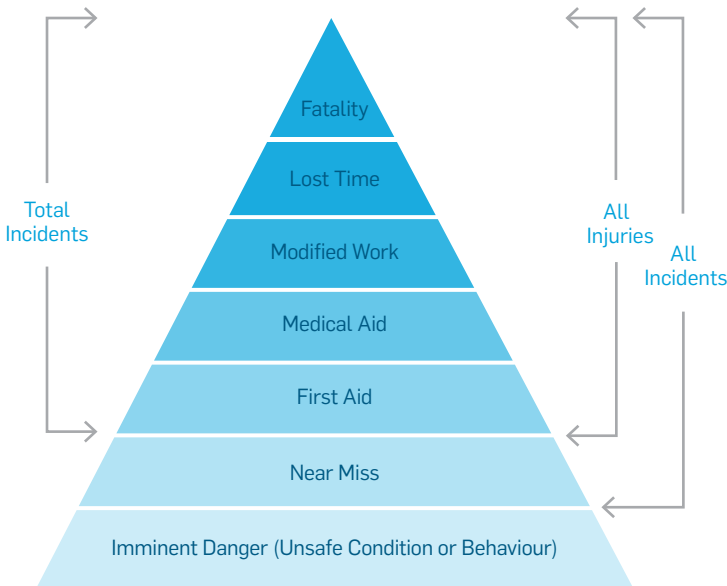 Fatality
Lost Time
Modified Work
Medical Aid
First Aid
Near Miss
Imminent Danger (Unsafe Condition or Behaviour)
Total
Incidents
All
Injuries
All
Incidents